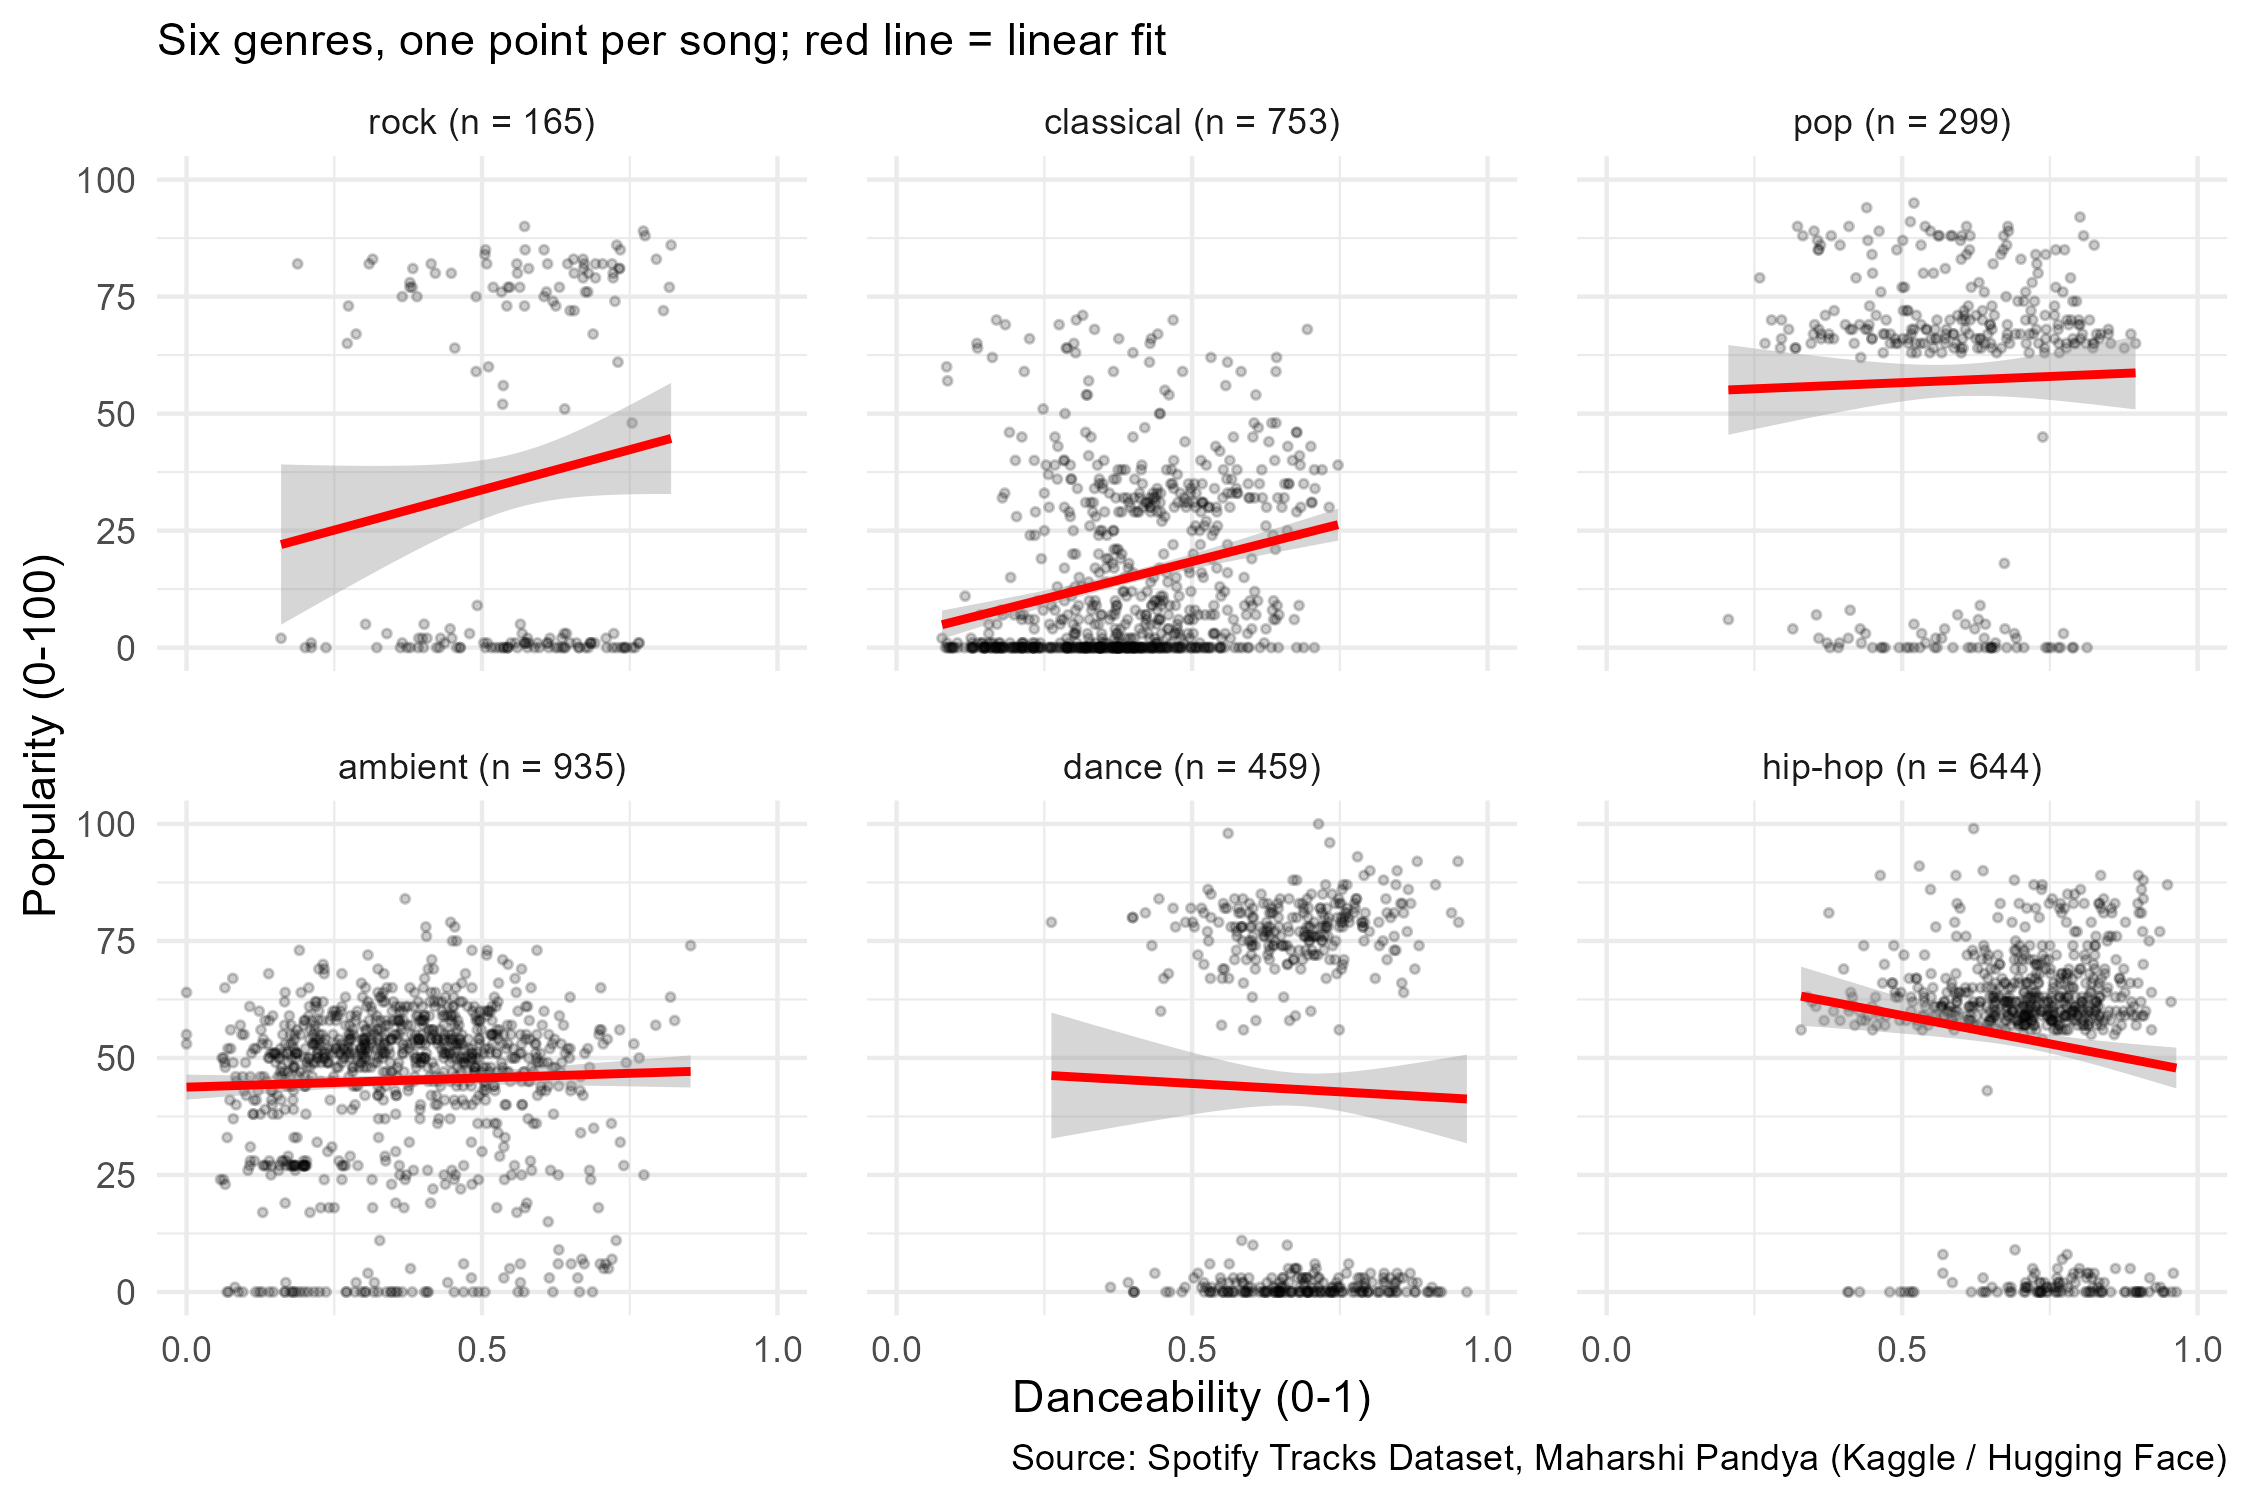 Six genres, one point per song; red line = linear fit
rock (n = 165)
classical (n = 753)
pop (n = 299)
100
75
50
25
0
Popularity (0-100)
ambient (n = 935)
dance (n = 459)
hip-hop (n = 644)
100
75
50
25
0
0.0 0.5 1.0
0.0 0.5 1.0
0.0 0.5 1.0
Danceability (0-1)
Source: Spotify Tracks Dataset, Maharshi Pandya (Kaggle / Hugging Face)